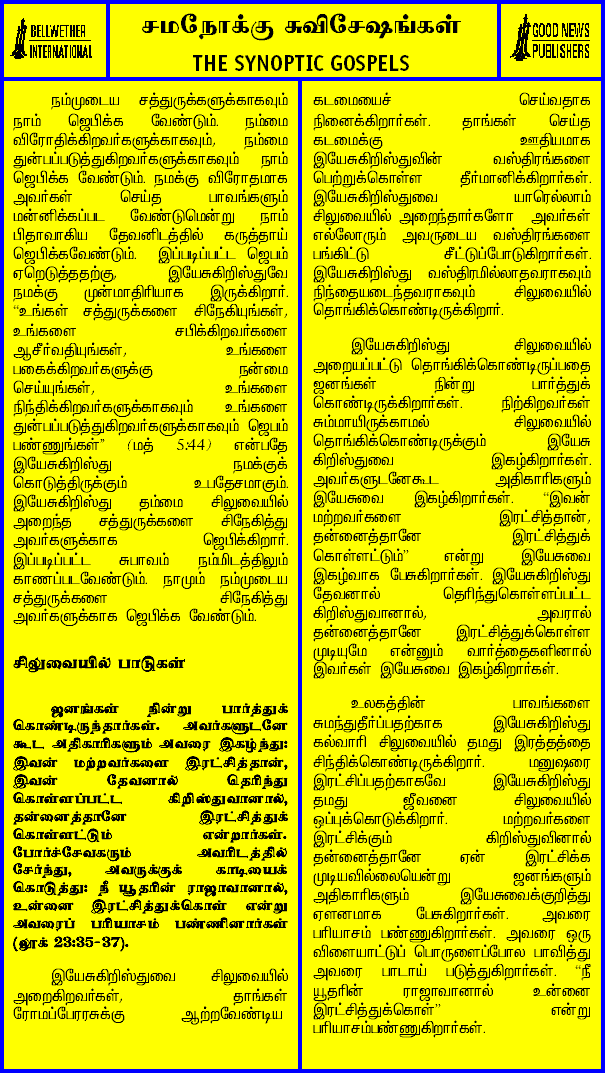 BELLWETHER
INTERNATIONAL
சமநோக்கு சுவிசேஷங்கள்
THE SYNOPTIC GOSPELS
GOOD NEWS
PUBLISHERS
நம்முடைய சத்துருக்களுக்காகவும்
நாம் ஜெபிக்க வேண்டும். நம்மை
விரோதிக்கிறவர்களுக்காகவும், நம்மை
துன்பப்படுத்துகிறவர்களுக்காகவும் நாம்
ஜெபிக்க வேண்டும். நமக்கு விரோதமாக
அவர்கள் செய்த பாவங்களும்
மன்னிக்கப்பட வேண்டுமென்று நாம்
பிதாவாகிய தேவனிடத்தில் கருத்தாய்
ஜெபிக்கவேண்டும். இப்படிப்பட்ட ஜெபம்
ஏறெடுத்ததற்கு, இயேசுகிறிஸ்துவே
நமக்கு முன்மாதிரியாக இருக்கிறார்.
“உங்கள் சத்துருக்களை சிநேகியுங்கள்,
உங்களை சபிக்கிறவர்களை
ஆசீர்வதியுங்கள், உங்களை
பகைக்கிறவர்களுக்கு நன்மை
செய்யுங்கள், உங்களை
நிந்திக்கிறவர்களுக்காகவும் உங்களை
துன்பப்படுத்துகிறவர்களுக்காகவும் ஜெபம்
பண்ணுங்கள்” (மத் 5:44) என்பதே
இயேசுகிறிஸ்து நமக்குக்
கொடுத்திருக்கும் உபதேசமாகும்.
இயேசுகிறிஸ்து தம்மை சிலுவையில்
அறைந்த சத்துருக்களை சிநேகித்து
அவர்களுக்காக ஜெபிக்கிறார்.
இப்படிப்பட்ட சுபாவம் நம்மிடத்திலும்
காணப்படவேண்டும். நாமும் நம்முடைய
சத்துருக்களை சிநேகித்து
அவர்களுக்காக ஜெபிக்க வேண்டும்.
சிலுவையில் பாடுகள்
ஜனங்கள் நின்று பார்த்துக்
கொண்டிருந்தார்கள். அவர்களுடனே
கூட அதிகாரிகளும் அவரை இகழ்ந்து:
இவன் மற்றவர்களை இரட்சித்தான்,
இவன் தேவனால் தெரிந்து
கொள்ளப்பட்ட கிறிஸ்துவானால்,
தன்னைத்தானே இரட்சித்துக்
கொள்ளட்டும் என்றார்கள்.
போர்ச்சேவகரும் அவரிடத்தில்
சேர்ந்து, அவருக்குக் காடியைக்
கொடுத்து: நீ யூதரின் ராஜாவானால்,
உன்னை இரட்சித்துக்கொள் என்று
அவரைப் பரியாசம் பண்ணினார்கள்
(லூக் 23:35-37).
இயேசுகிறிஸ்துவை சிலுவையில்
அறைகிறவர்கள், தாங்கள்
ரோமப்பேரரசுக்கு ஆற்றவேண்டிய
கடமையைச் செய்வதாக
நினைக்கிறார்கள். தாங்கள் செய்த
கடமைக்கு ஊதியமாக
இயேசுகிறிஸ்துவின் வஸ்திரங்களை
பெற்றுக்கொள்ள தீர்மானிக்கிறார்கள்.
இயேசுகிறிஸ்துவை யாரெல்லாம்
சிலுவையில் அறைந்தார்களோ அவர்கள்
எல்லோரும் அவருடைய வஸ்திரங்களை
பங்கிட்டு சீட்டுப்போடுகிறார்கள்.
இயேசுகிறிஸ்து வஸ்திரமில்லாதவராகவும்
நிந்தையடைந்தவராகவும் சிலுவையில்
தொங்கிக்கொண்டிருக்கிறார்.
இயேசுகிறிஸ்து சிலுவையில்
அறையப்பட்டு தொங்கிக்கொண்டிருப்பதை
ஜனங்கள் நின்று பார்த்துக்
கொண்டிருக்கிறார்கள். நிற்கிறவர்கள்
சும்மாயிருக்காமல் சிலுவையில்
தொங்கிக்கொண்டிருக்கும் இயேசு
கிறிஸ்துவை இகழ்கிறார்கள்.
அவர்களுடனேகூட அதிகாரிகளும்
இயேசுவை இகழ்கிறார்கள். “இவன்
மற்றவர்களை இரட்சித்தான்,
தன்னைத்தானே இரட்சித்துக்
கொள்ளட்டும்” என்று இயேசுவை
இகழ்வாக பேசுகிறார்கள். இயேசுகிறிஸ்து
தேவனால் தெரிந்துகொள்ளப்பட்ட
கிறிஸ்துவானால், அவரால்
தன்னைத்தானே இரட்சித்துக்கொள்ள
முடியுமே என்னும் வார்த்தைகளினால்
இவர்கள் இயேசுவை இகழ்கிறார்கள்.
உலகத்தின் பாவங்களை
சுமந்துதீர்ப்பதற்காக இயேசுகிறிஸ்து
கல்வாரி சிலுவையில் தமது இரத்தத்தை
சிந்திக்கொண்டிருக்கிறார். மனுஷரை
இரட்சிப்பதற்காகவே இயேசுகிறிஸ்து
தமது ஜீவனை சிலுவையில்
ஒப்புக்கொடுக்கிறார். மற்றவர்களை
இரட்சிக்கும் கிறிஸ்துவினால்
தன்னைத்தானே ஏன் இரட்சிக்க
முடியவில்லையென்று ஜனங்களும்
அதிகாரிகளும் இயேசுவைக்குறித்து
ஏளனமாக பேசுகிறார்கள். அவரை
பரியாசம் பண்ணுகிறார்கள். அவரை ஒரு
விளையாட்டுப் பொருளைப்போல பாவித்து
அவரை பாடாய் படுத்துகிறார்கள். “நீ
யூதரின் ராஜாவானால் உன்னை
இரட்சித்துக்கொள்” என்று
பரியாசம்பண்ணுகிறார்கள்.